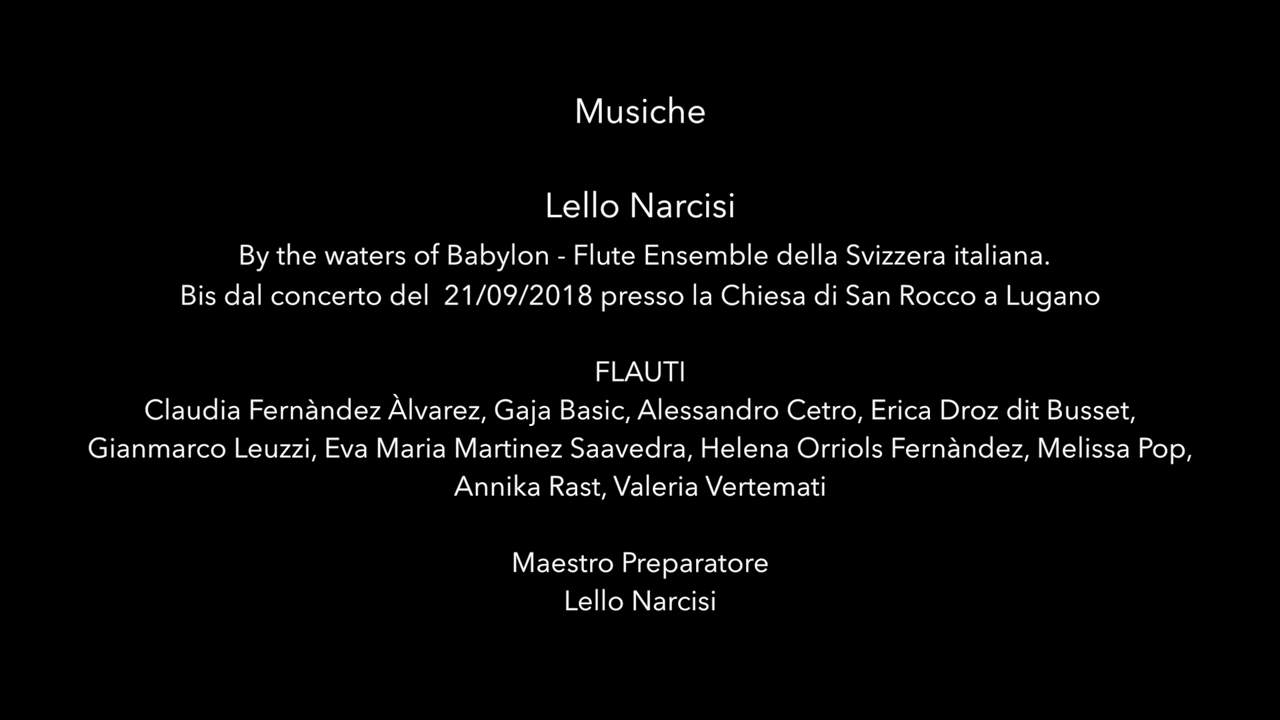 Musiche
Lello Narcisi
By the waters of Babylon - Flute Ensemble della Svizzera italiana.
Bis dal concerto del  21/09/2018 presso la Chiesa di San Rocco a Lugano
FLAUTI
Claudia Fernàndez Àlvarez, Gaja Basic, Alessandro Cetro, Erica Droz dit Busset,
Gianmarco Leuzzi, Eva Maria Martinez Saavedra, Helena Orriols Fernàndez, Melissa Pop,
Annika Rast, Valeria Vertemati
Maestro Preparatore
Lello Narcisi